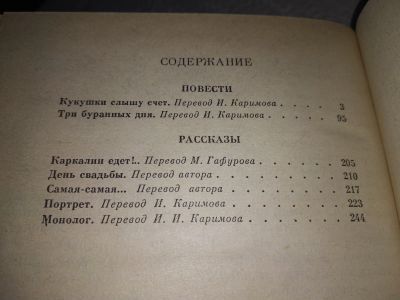 СОДЕРЖАНИЕ
ПОВЕСТИ
Кукушки слышу счет. Перевод И. Каримова . . . . 3
Три буранных дня. Перевод И. Каримова . . . . . 95
РАССКАЗЫ
Каркалин едет!.. Перевод М. Гафурова . . . . . . 205
День свадьбы. Перевод автора . . . . . . . . 210
Самая-самая... Перевод автора . . . . . . . 217
Портрет. Перевод И. Каримова . . . . . . . 223
Монолог. Перевод И. И. Каримова . . . . . . 244